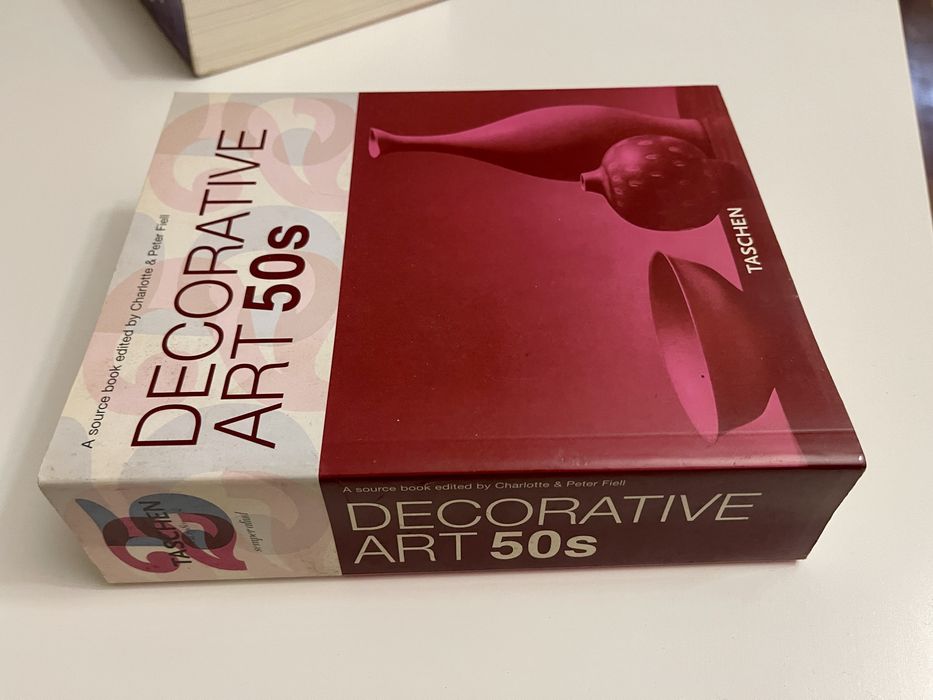 A source book edited by Charlotte & Peter Fiell
DECORATIVE
ART 50s
TASCHEN
A source book edited by Charlotte & Peter Fiell
DECORATIVE
ART 50s
TASCHEN
25